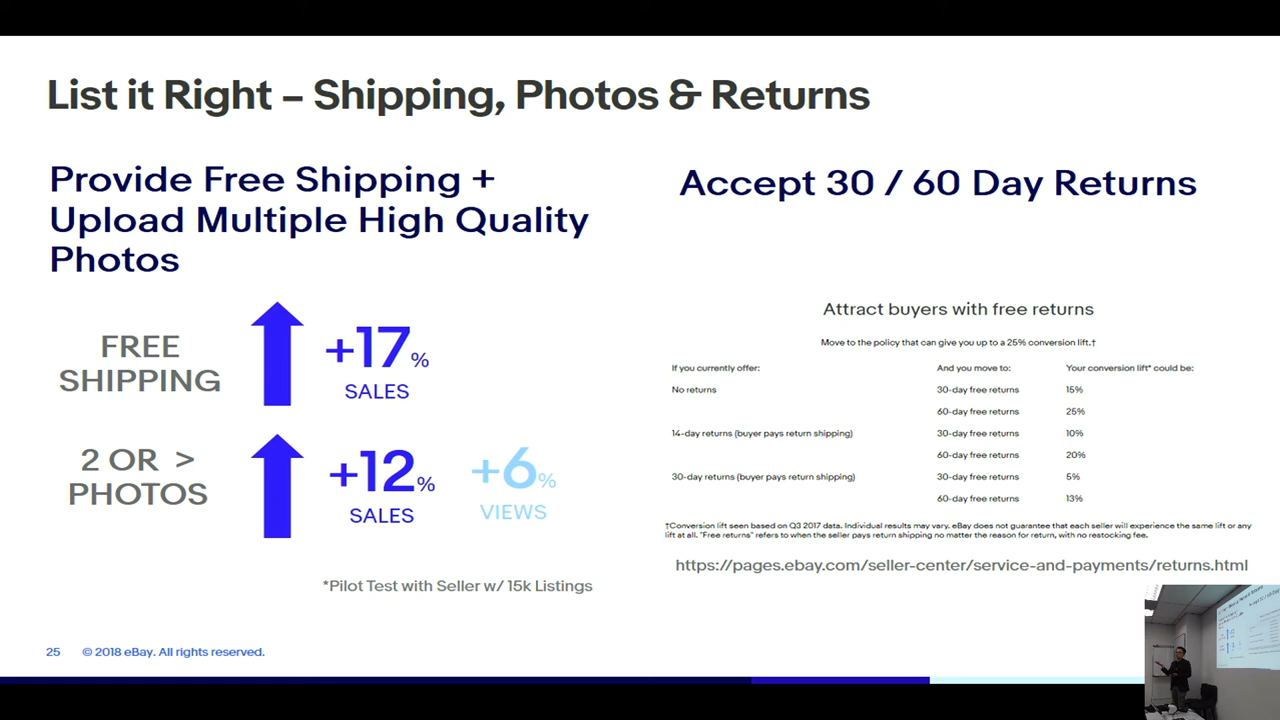 List it Right – Shipping, Photos & Returns
Provide Free Shipping +
Upload Multiple High Quality
Photos
FREE
SHIPPING
+17%
SALES
2 OR >
PHOTOS
+12%
SALES
+6%
VIEWS
*Pilot Test with Seller w/ 15k Listings
Accept 30 / 60 Day Returns
Attract buyers with free returns
Move to the policy that can give you up to a 25% conversion lift.†
If you currently offer: And you move to: Your conversion lift* could be:
No returns 30-day free returns 15%
60-day free returns 25%
14-day returns (buyer pays return shipping) 30-day free returns 10%
60-day free returns 20%
30-day returns (buyer pays return shipping) 30-day free returns 5%
60-day free returns 13%
†Conversion lift seen based on Q3 2017 data. Individual results may vary. eBay does not guarantee that each seller will experience the same lift or any
lift at all. "Free returns" refers to when the seller pays return shipping no matter the reason for return, with no restocking fee.
https://pages.ebay.com/seller-center/service-and-payments/returns.html
25 © 2018 eBay. All rights reserved.